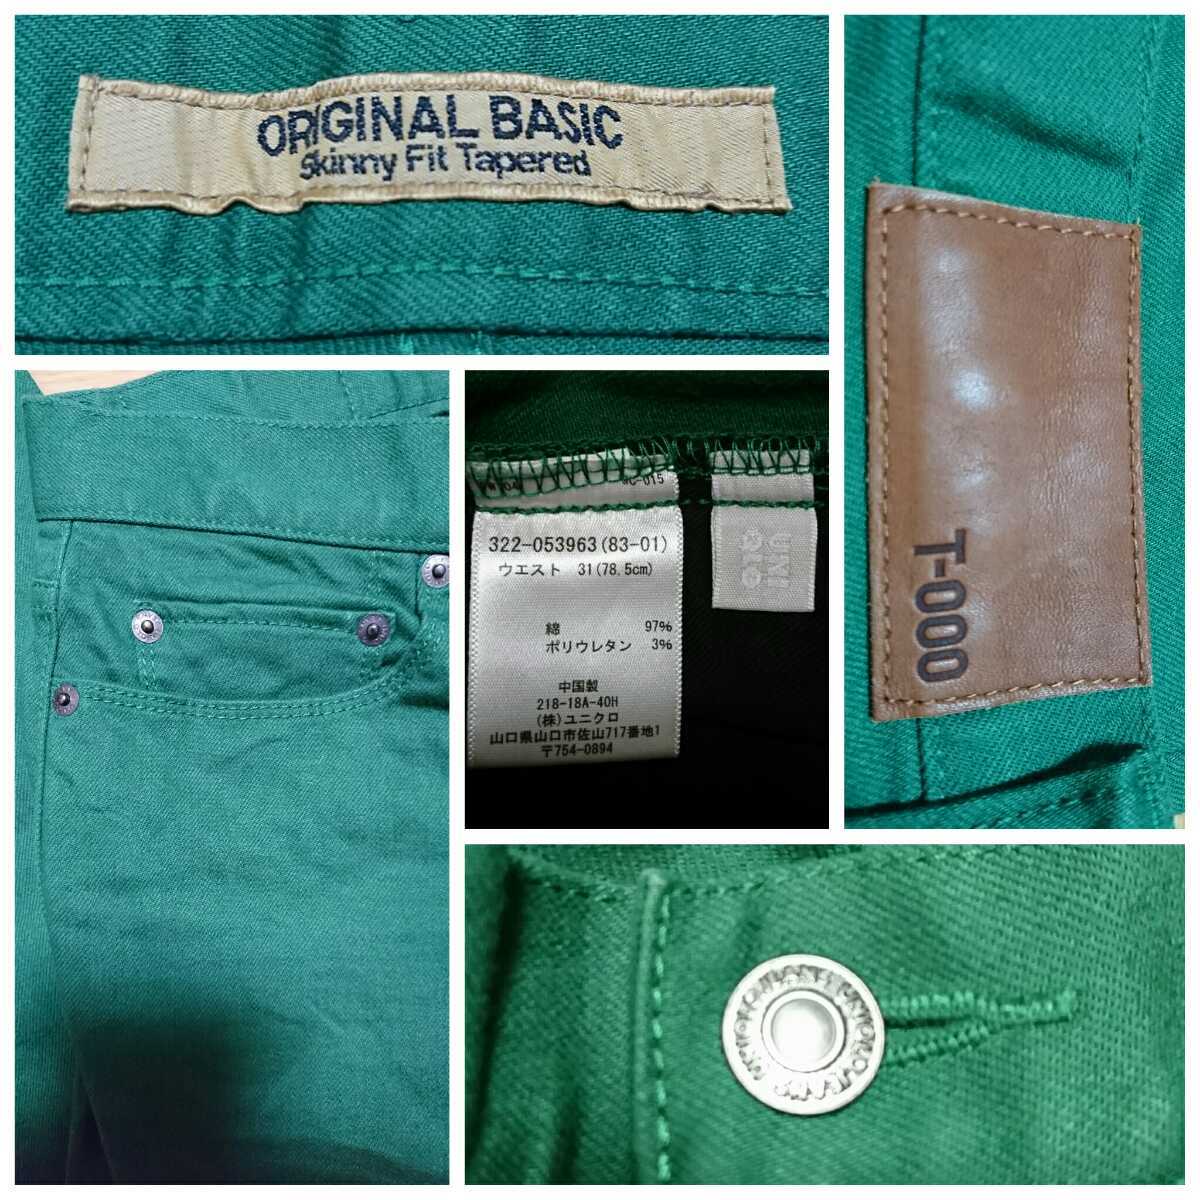 ORIGINAL BASIC
Skinny Fit Tapered
T-000
WC-015
322-053963(83-01)
ウエスト 31(78.5cm)
綿 97%
ポリウレタン 3%
中国製
218-18A-40H
(株)ユニクロ
山口県山口市佐山717番地1
〒754-0894
UNI